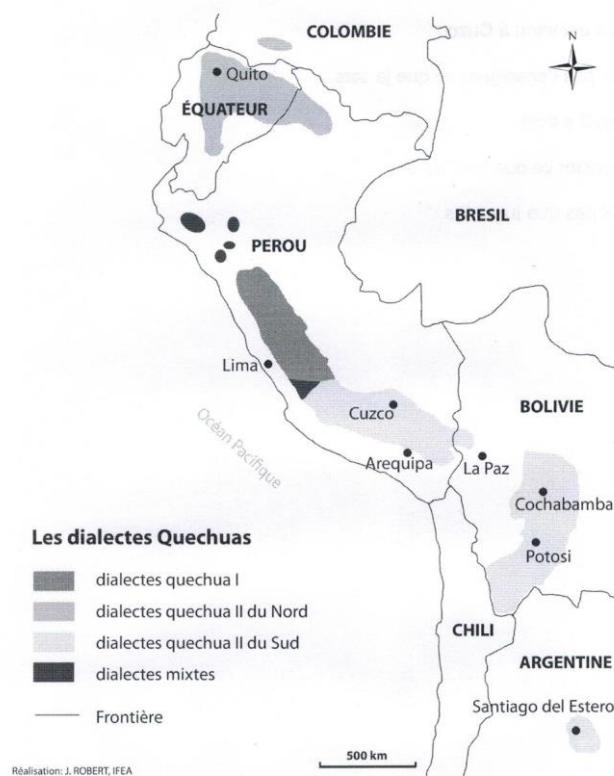 COLOMBIE
N
Quito
ÉQUATEUR
BRESIL
PEROU
Lima
Cuzco
BOLIVIE
Océan Pacifique
Arequipa
La Paz
Cochabamba
Potosi
Les dialectes Quechuas
dialectes quechua I
dialectes quechua II du Nord
dialectes quechua II du Sud
dialectes mixtes
Frontière
CHILI
ARGENTINE
Santiago del Estero
500 km
Réalisation: J. ROBERT, IFEA